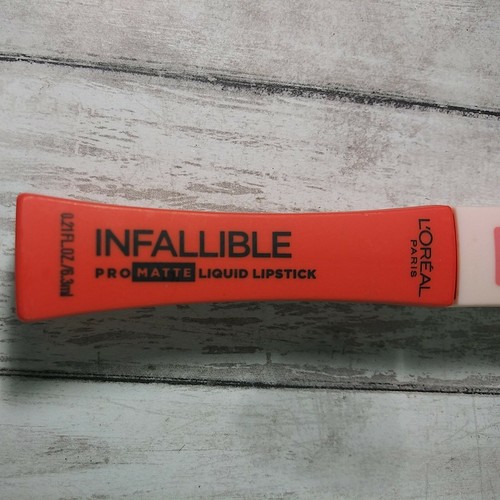 0.21 FL.OZ./6.3ml
INFALLIBLE
PRO MATTE LIQUID LIPSTICK
L'ORÉAL
PARIS